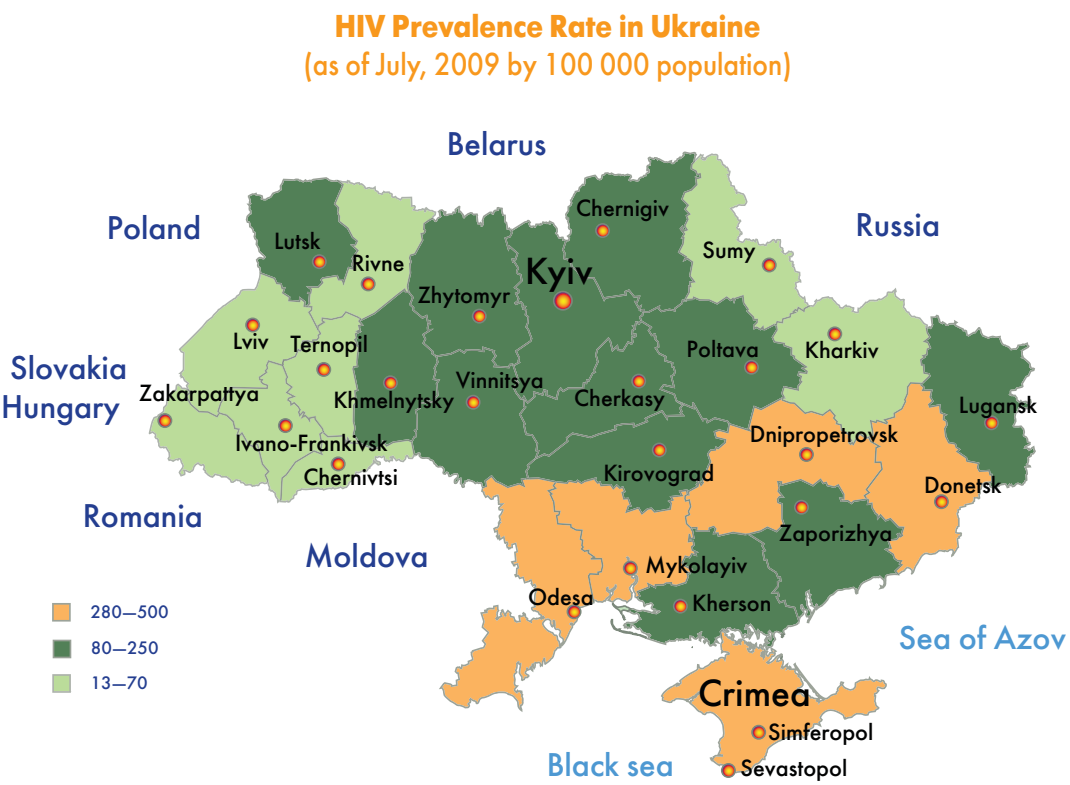 HIV Prevalence Rate in Ukraine
(as of July, 2009 by 100 000 population)
Belarus
Poland
Russia
Chernigiv
Lutsk
Rivne
Sumy
Kyiv
Zhytomyr
Lviv
Ternopil
Poltava
Kharkiv
Slovakia
Hungary
Zakarpattya
Khmelnytsky
Vinnitsya
Cherkasy
Lugansk
Ivano-Frankivsk
Dnipropetrovsk
Chernivtsi
Kirovograd
Donetsk
Romania
Zaporizhya
Moldova
Mykolayiv
Odesa
Kherson
280—500
80—250
13—70
Sea of Azov
Crimea
Simferopol
Black sea
Sevastopol